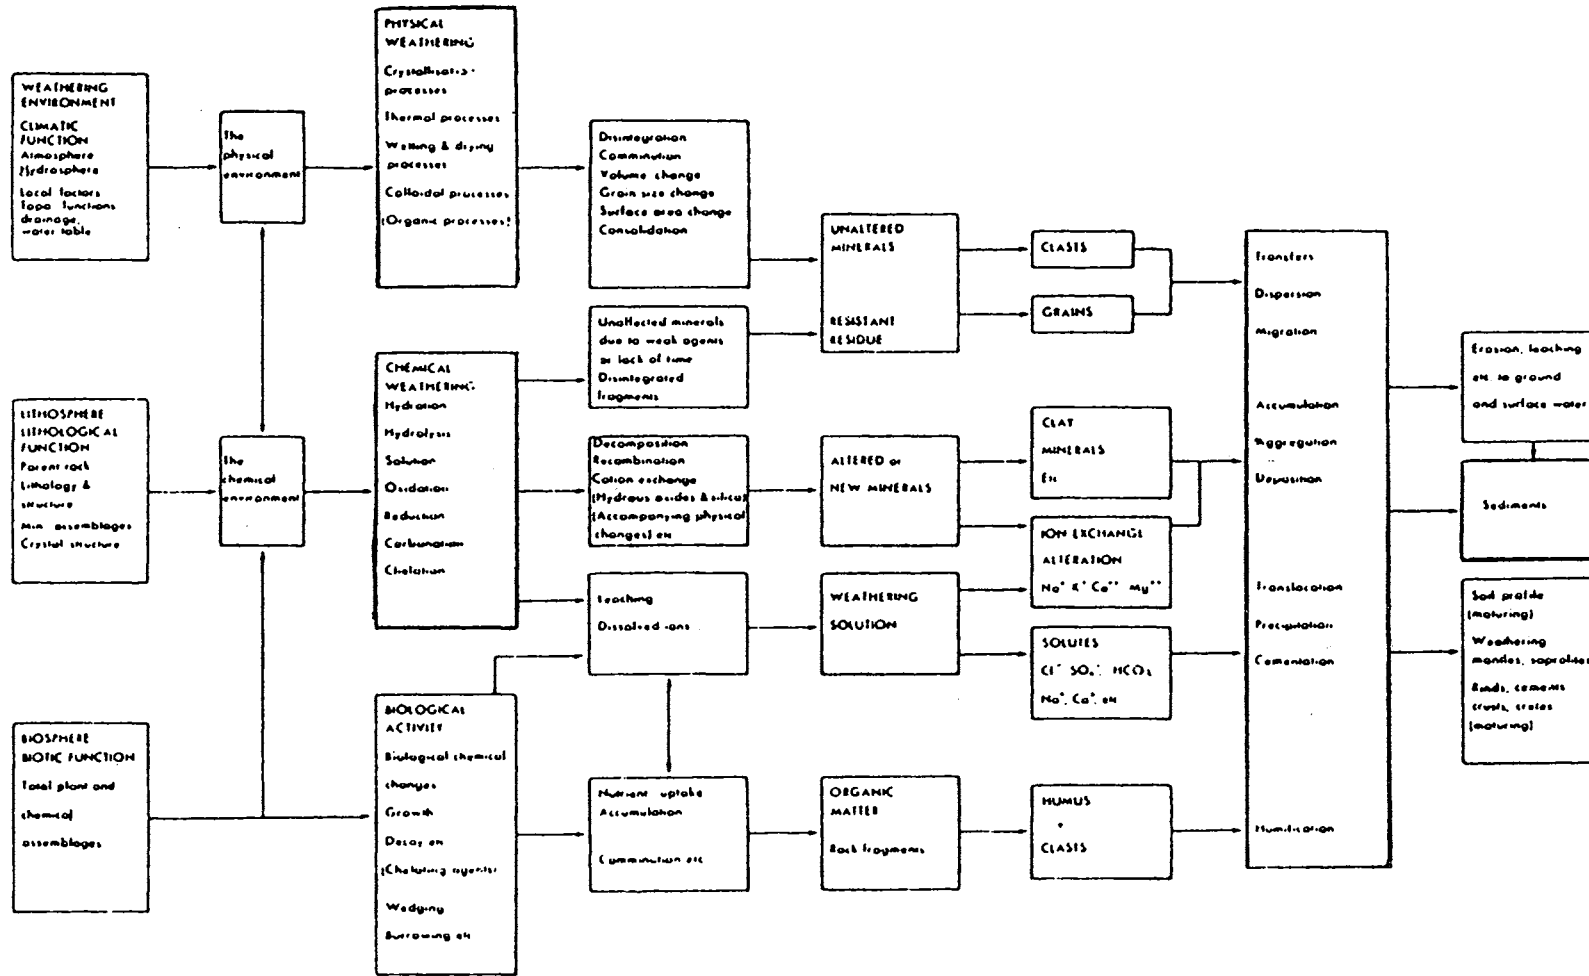 WEATHERING
ENVIRONMENT
CLIMATIC
FUNCTION
Atmosphere
Hydrosphere
Local factors
Topo. functions
drainage,
water table
LITHOSPHERE
LITHOLOGICAL
FUNCTION
Parent rock
Lithology &
structure
Min. assemblages
Crystal structure
BIOSPHERE
BIOTIC FUNCTION
Total plant and
chemical
assemblages
The
physical
environment
The
chemical
environment
PHYSICAL
WEATHERING
Crystallisation
processes
Thermal processes
Wetting & drying
processes
Colloidal processes
(Organic processes)
CHEMICAL
WEATHERING
Hydration
Hydrolysis
Solution
Oxidation
Reduction
Carbonation
Chelation
BIOLOGICAL
ACTIVITY
Biological chemical
changes
Growth
Decay etc
(Chelating agents)
Wedging
Burrowing etc
Disintegration
Comminution
Volume change
Grain size change
Surface area change
Consolidation
Unaffected minerals
due to weak agents
or lack of time
Disintegrated
fragments
Decomposition
Recombination
Cation exchange
(Hydrous oxides & silica)
(Accompanying physical
changes) etc
Leaching
Dissolved ions
Nutrient uptake
Accumulation
Comminution etc
UNALTERED
MINERALS
RESISTANT
RESIDUE
ALTERED or
NEW MINERALS
WEATHERING
SOLUTION
ORGANIC
MATTER
Rock fragments
CLASTS
GRAINS
CLAY
MINERALS
Etc
ION EXCHANGE
ALTERATION
Na⁺ K⁺ Ca⁺⁺ Mg⁺⁺
SOLUTES
Cl⁻ SO₄⁻, HCO₃
Na⁺, Ca⁺, etc
HUMUS
+
CLASTS
Transfers
Dispersion
Migration
Accumulation
Aggregation
Deposition
Translocation
Precipitation
Cementation
Humification
Erosion, leaching
etc. to ground
and surface water
Sediments
Soil profile
(maturing)
Weathering
mantles, saprolites
Rinds, cements
crusts, cretes
(maturing)